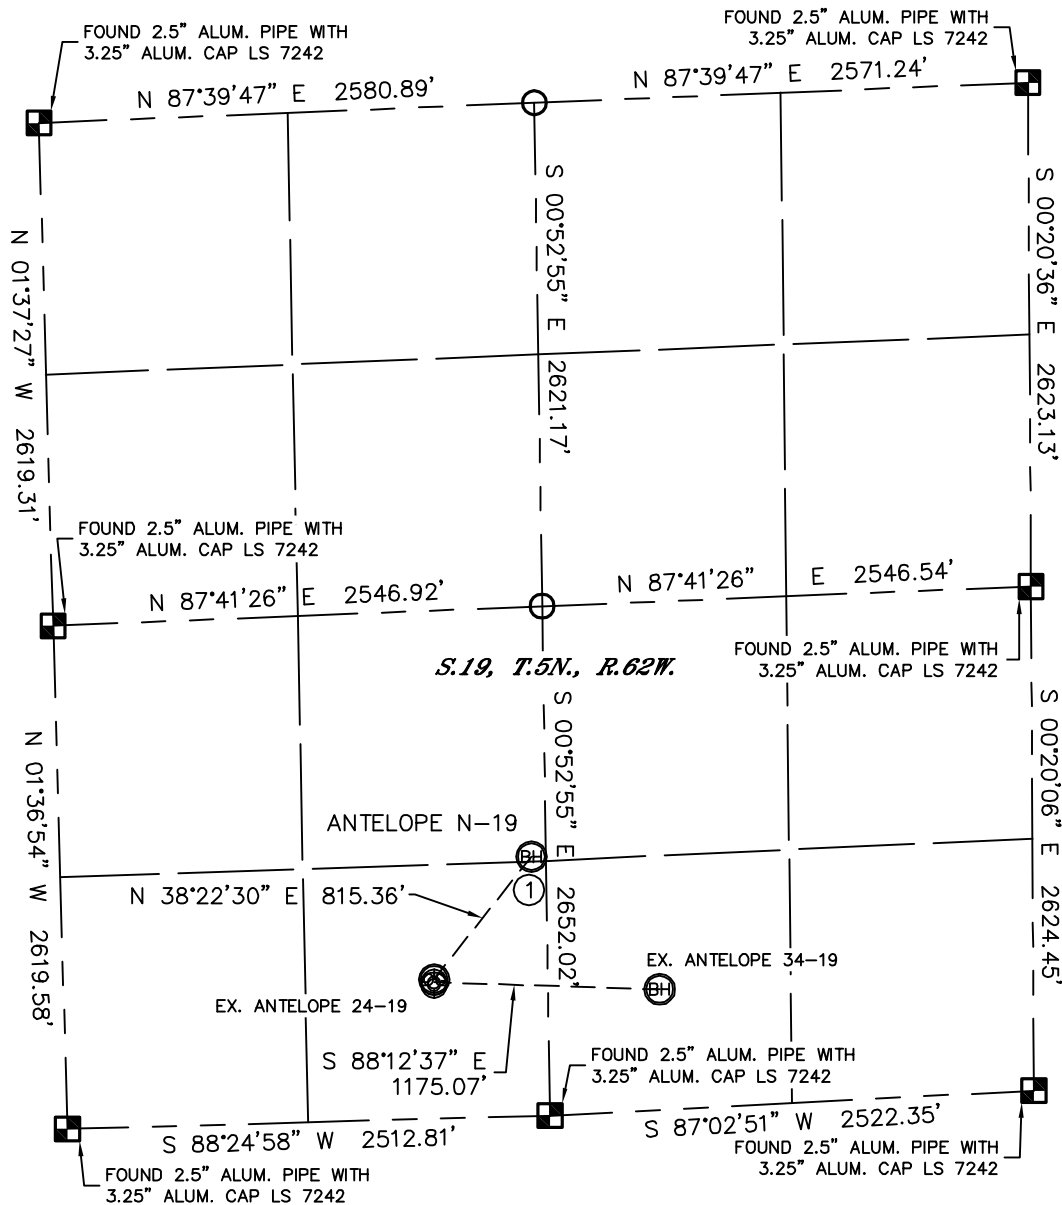 FOUND 2.5" ALUM. PIPE WITH
3.25" ALUM. CAP LS 7242
FOUND 2.5" ALUM. PIPE WITH
3.25" ALUM. CAP LS 7242
N 87°39'47" E 2580.89'
N 87°39'47" E 2571.24'
N 01°37'27" W 2619.31'
S 00°52'55" E 2621.17'
S 00°20'36" E 2623.13'
FOUND 2.5" ALUM. PIPE WITH
3.25" ALUM. CAP LS 7242
N 87°41'26" E 2546.92'
N 87°41'26" E 2546.54'
FOUND 2.5" ALUM. PIPE WITH
3.25" ALUM. CAP LS 7242
S.19, T.5N., R.62W.
N 01°36'54" W 2619.58'
S 00°52'55" E 2652.02'
S 00°20'06" E 2624.45'
ANTELOPE N-19
BH
1
N 38°22'30" E 815.36'
EX. ANTELOPE 34-19
BH
EX. ANTELOPE 24-19
S 88°12'37" E
1175.07'
FOUND 2.5" ALUM. PIPE WITH
3.25" ALUM. CAP LS 7242
S 88°24'58" W 2512.81'
S 87°02'51" W 2522.35'
FOUND 2.5" ALUM. PIPE WITH
3.25" ALUM. CAP LS 7242
FOUND 2.5" ALUM. PIPE WITH
3.25" ALUM. CAP LS 7242